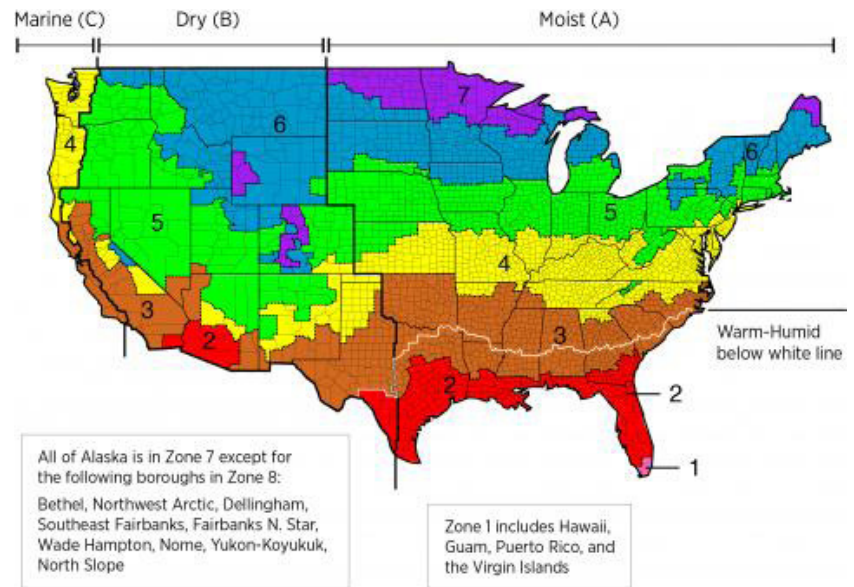 Marine (C) Dry (B) Moist (A)
7
6
4
6
5
5
4
3
3
2
Warm-Humid
below white line
2
2
1
All of Alaska is in Zone 7 except for
the following boroughs in Zone 8:
Bethel, Northwest Arctic, Dellingham,
Southeast Fairbanks, Fairbanks N. Star,
Wade Hampton, Nome, Yukon-Koyukuk,
North Slope
Zone 1 includes Hawaii,
Guam, Puerto Rico, and
the Virgin Islands